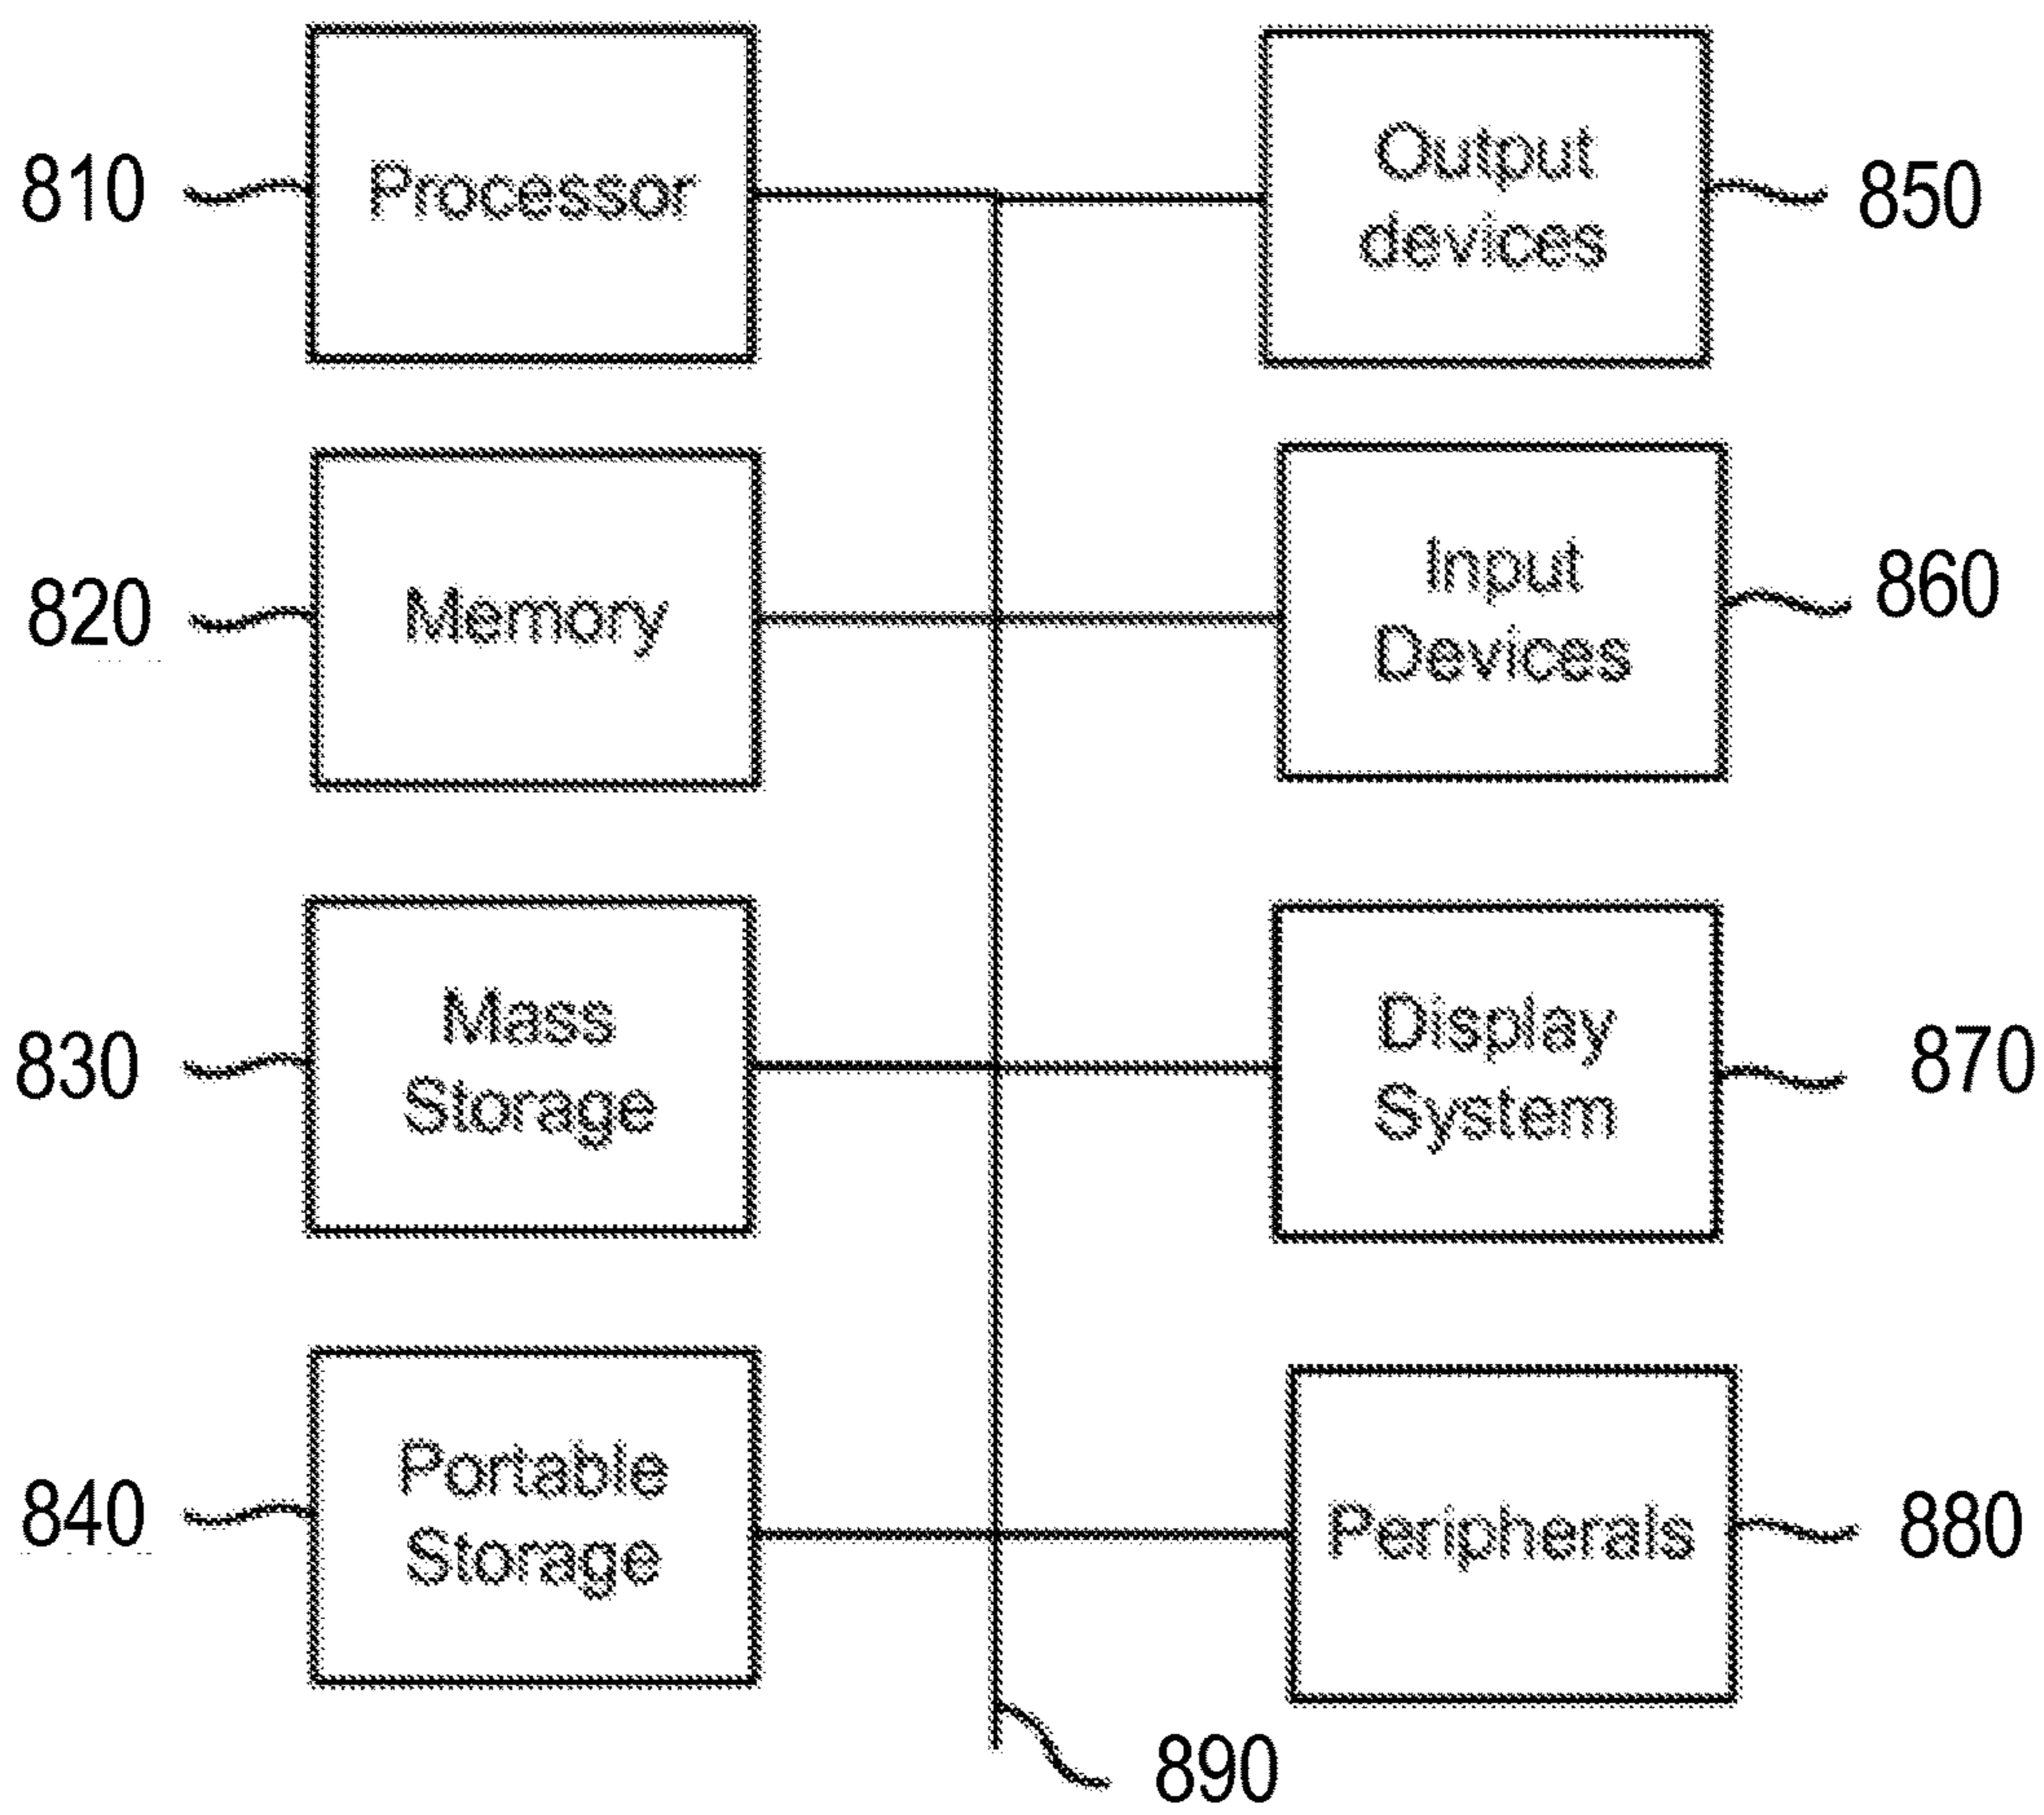 810
Processor
Output
devices
850
820
Memory
Input
Devices
860
830
Mass
Storage
Display
System
870
840
Portable
Storage
Peripherals
880
890